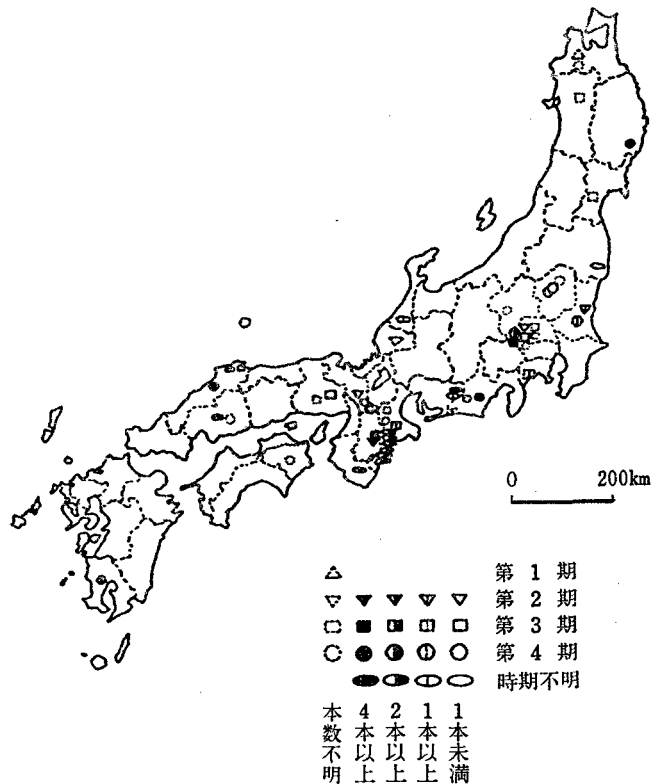 0 200km
第1期
第2期
第3期
第4期
時期不明
本数不明
4本以上
2本以上
1本以上
1本未満